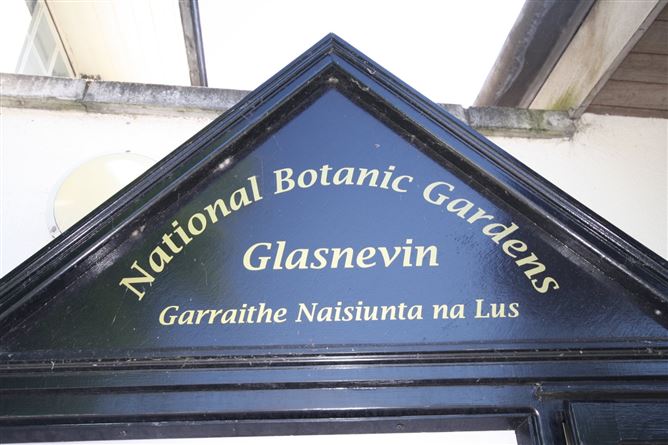 National Botanic Gardens
Glasnevin
Garraithe Naisiunta na Lus